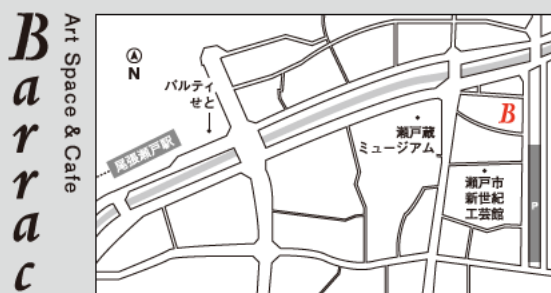 Barrac
Art Space & Cafe
N
パルティ
せと
尾張瀬戸駅
瀬戸蔵
ミュージアム
B
瀬戸市
新世紀
工芸館
P